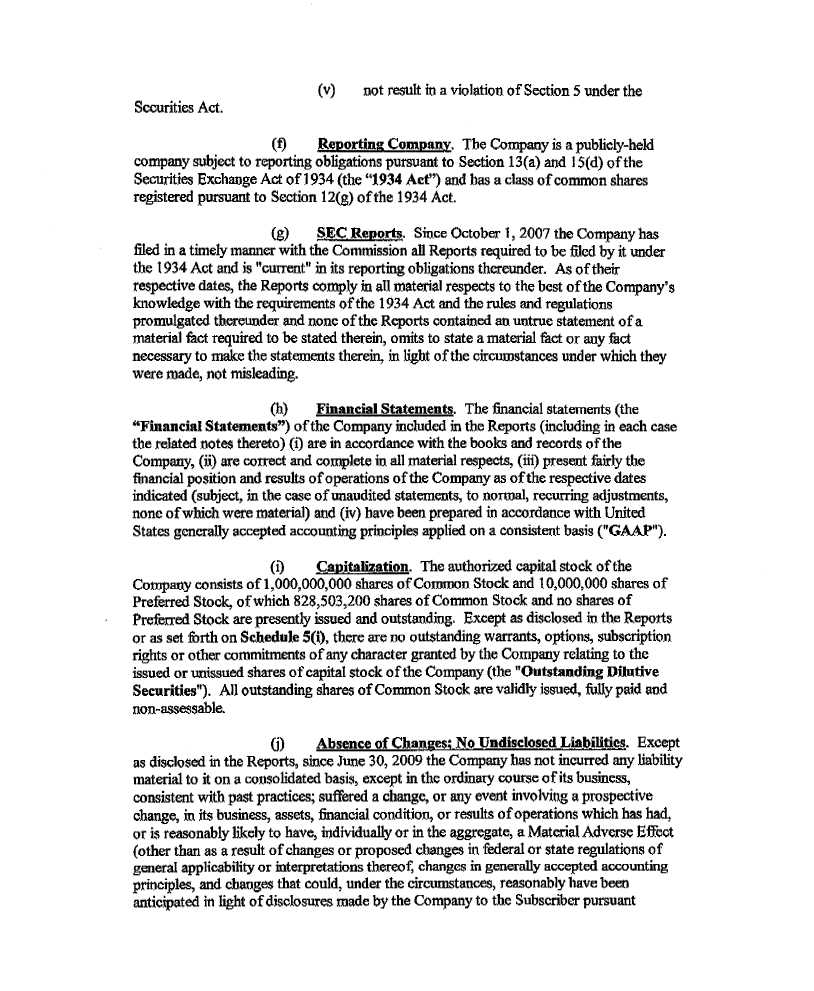 (v) not result in a violation of Section 5 under the
Securities Act.
(f) Reporting Company. The Company is a publicly-held
company subject to reporting obligations pursuant to Section 13(a) and 15(d) of the
Securities Exchange Act of 1934 (the “1934 Act”) and has a class of common shares
registered pursuant to Section 12(g) of the 1934 Act.
(g) SEC Reports. Since October 1, 2007 the Company has
filed in a timely manner with the Commission all Reports required to be filed by it under
the 1934 Act and is "current" in its reporting obligations thereunder. As of their
respective dates, the Reports comply in all material respects to the best of the Company's
knowledge with the requirements of the 1934 Act and the rules and regulations
promulgated thereunder and none of the Reports contained an untrue statement of a
material fact required to be stated therein, omits to state a material fact or any fact
necessary to make the statements therein, in light of the circumstances under which they
were made, not misleading.
(h) Financial Statements. The financial statements (the
“Financial Statements”) of the Company included in the Reports (including in each case
the related notes thereto) (i) are in accordance with the books and records of the
Company, (ii) are correct and complete in all material respects, (iii) present fairly the
financial position and results of operations of the Company as of the respective dates
indicated (subject, in the case of unaudited statements, to normal, recurring adjustments,
none of which were material) and (iv) have been prepared in accordance with United
States generally accepted accounting principles applied on a consistent basis ("GAAP").
(i) Capitalization. The authorized capital stock of the
Company consists of 1,000,000,000 shares of Common Stock and 10,000,000 shares of
Preferred Stock, of which 828,503,200 shares of Common Stock and no shares of
Preferred Stock are presently issued and outstanding. Except as disclosed in the Reports
or as set forth on Schedule 5(i), there are no outstanding warrants, options, subscription
rights or other commitments of any character granted by the Company relating to the
issued or unissued shares of capital stock of the Company (the "Outstanding Dilutive
Securities"). All outstanding shares of Common Stock are validly issued, fully paid and
non-assessable.
(j) Absence of Changes; No Undisclosed Liabilities. Except
as disclosed in the Reports, since June 30, 2009 the Company has not incurred any liability
material to it on a consolidated basis, except in the ordinary course of its business,
consistent with past practices; suffered a change, or any event involving a prospective
change, in its business, assets, financial condition, or results of operations which has had,
or is reasonably likely to have, individually or in the aggregate, a Material Adverse Effect
(other than as a result of changes or proposed changes in federal or state regulations of
general applicability or interpretations thereof, changes in generally accepted accounting
principles, and changes that could, under the circumstances, reasonably have been
anticipated in light of disclosures made by the Company to the Subscriber pursuant